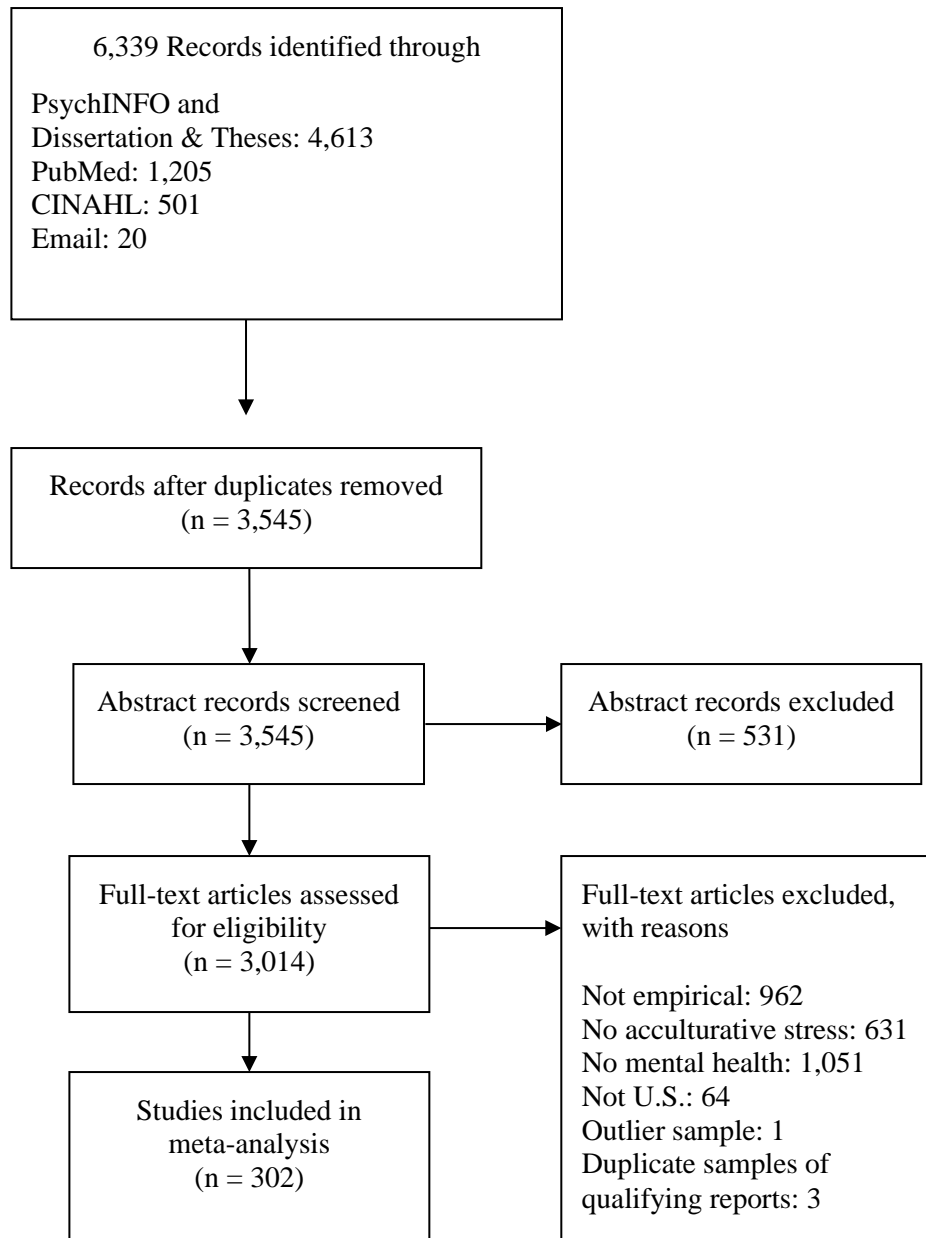 6,339 Records identified through
PsychINFO and
Dissertation & Theses: 4,613
PubMed: 1,205
CINAHL: 501
Email: 20
Records after duplicates removed
(n = 3,545)
Abstract records screened
(n = 3,545)
Abstract records excluded
(n = 531)
Full-text articles assessed
for eligibility
(n = 3,014)
Full-text articles excluded,
with reasons
Not empirical: 962
No acculturative stress: 631
No mental health: 1,051
Not U.S.: 64
Outlier sample: 1
Duplicate samples of
qualifying reports: 3
Studies included in
meta-analysis
(n = 302)